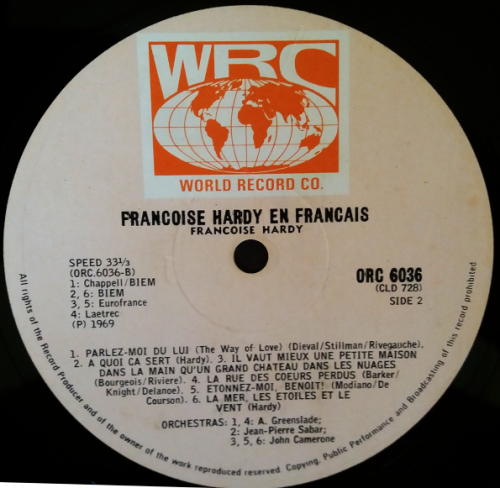 WRC
WORLD RECORD CO.
FRANCOISE HARDY EN FRANCAIS
FRANCOISE HARDY
SPEED 33⅓
(ORC.6036-B)
1: Chappell/BIEM
2, 6: BIEM
3, 5: Eurofrance
4: Laetrec
(P) 1969
ORC 6036
(CLD 728)
SIDE 2
1. PARLEZ-MOI DU LUI (The Way of Love) (Dieval/Stillman/Rivegauche).
2. A QUOI CA SERT (Hardy). 3. IL VAUT MIEUX UNE PETITE MAISON
DANS LA MAIN QU'UN GRAND CHATEAU DANS LES NUAGES
(Bourgeois/Riviere). 4. LA RUE DES COEURS PERDUS (Barker/
Knight/Delance). 5. ETONNEZ-MOI, BENOIT! (Modiano/De
Courson). 6. LA MER, LES ETOILES ET LE
VENT (Hardy)
ORCHESTRAS: 1, 4: A. Greenslade;
2: Jean-Pierre Sabar;
3, 5, 6: John Camerone
All rights of the Record Producer and of the owner of the work reproduced reserved. Copying, Public Performance and Broadcasting of this record prohibited